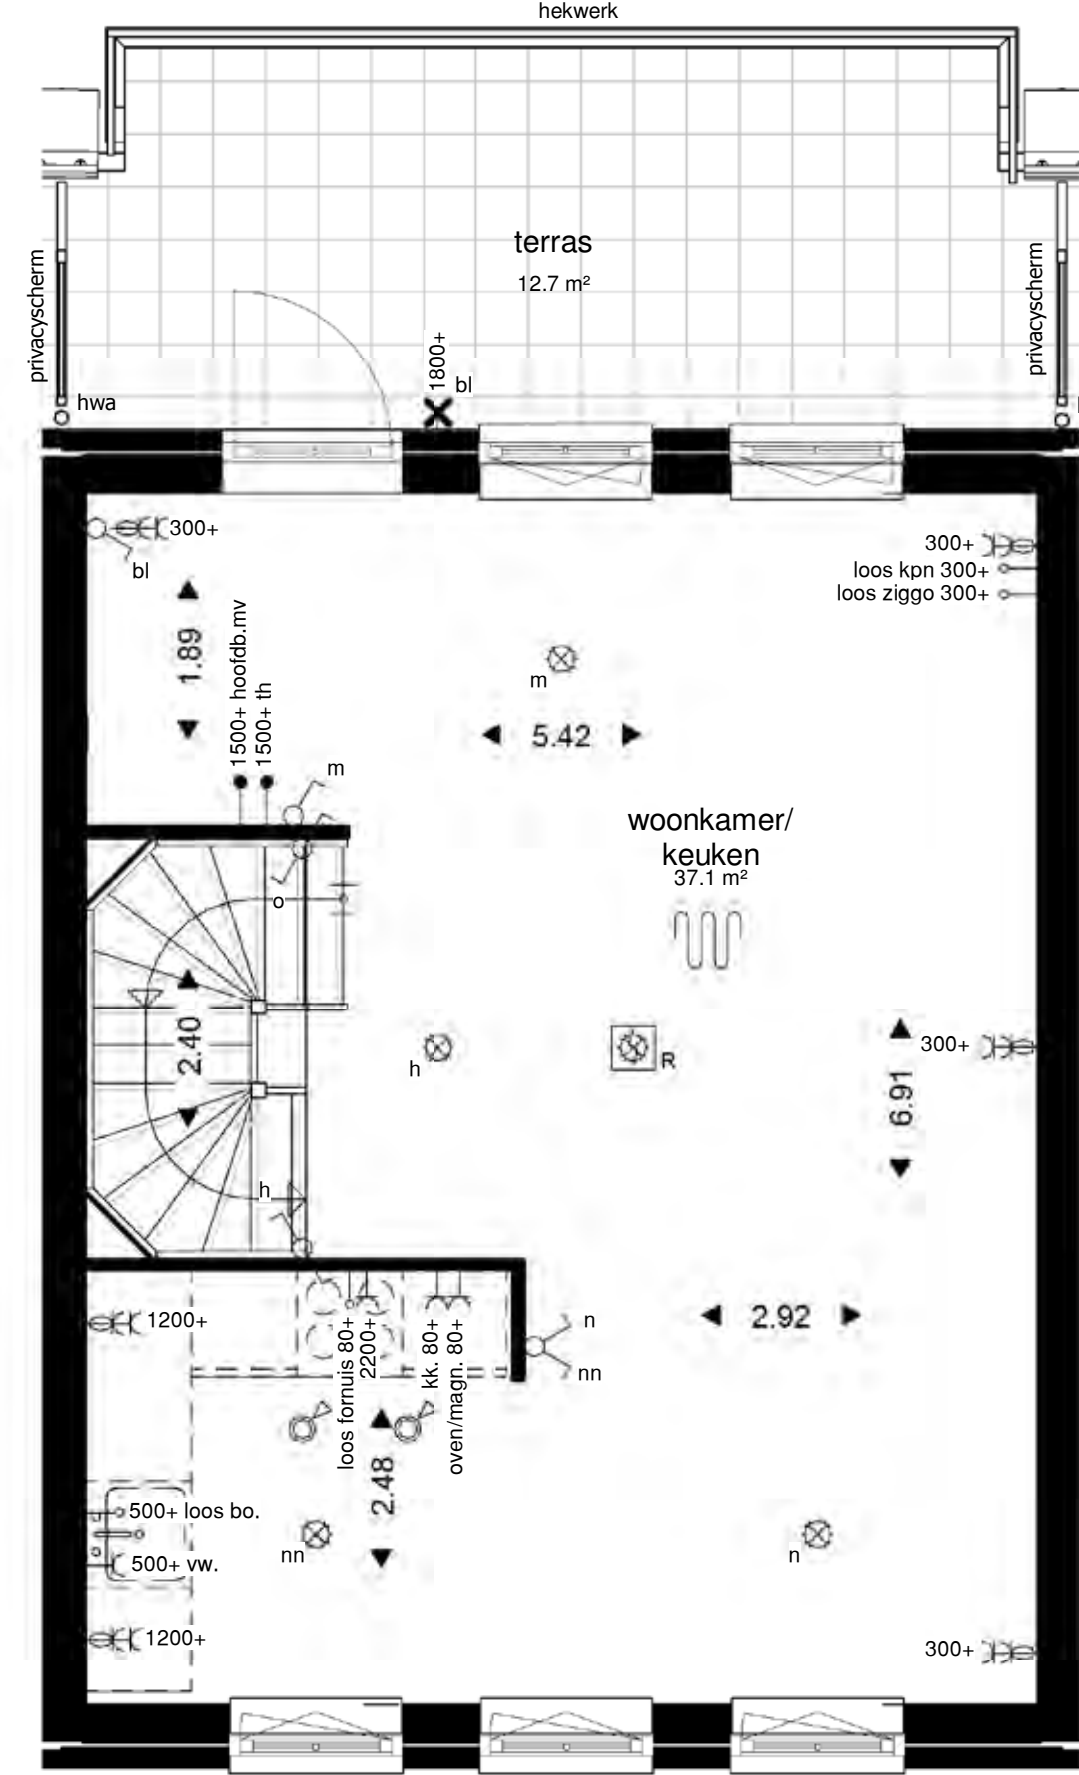 hekwerk
terras
12.7 m²
privacyscherm
privacyscherm
1800+
bl
hwa
300+
bl
300+
loos kpn 300+
loos ziggo 300+
1.89
1500+ hoofdb.mv
1500+ th
m
5.42
m
woonkamer/
keuken
37.1 m²
o
2.40
h
R
300+
6.91
h
1200+
loos fornuis 80+
2200+
kk. 80+
oven/magn. 80+
n
nn
2.92
2.48
500+ loos bo.
500+ vw.
nn
n
1200+
300+